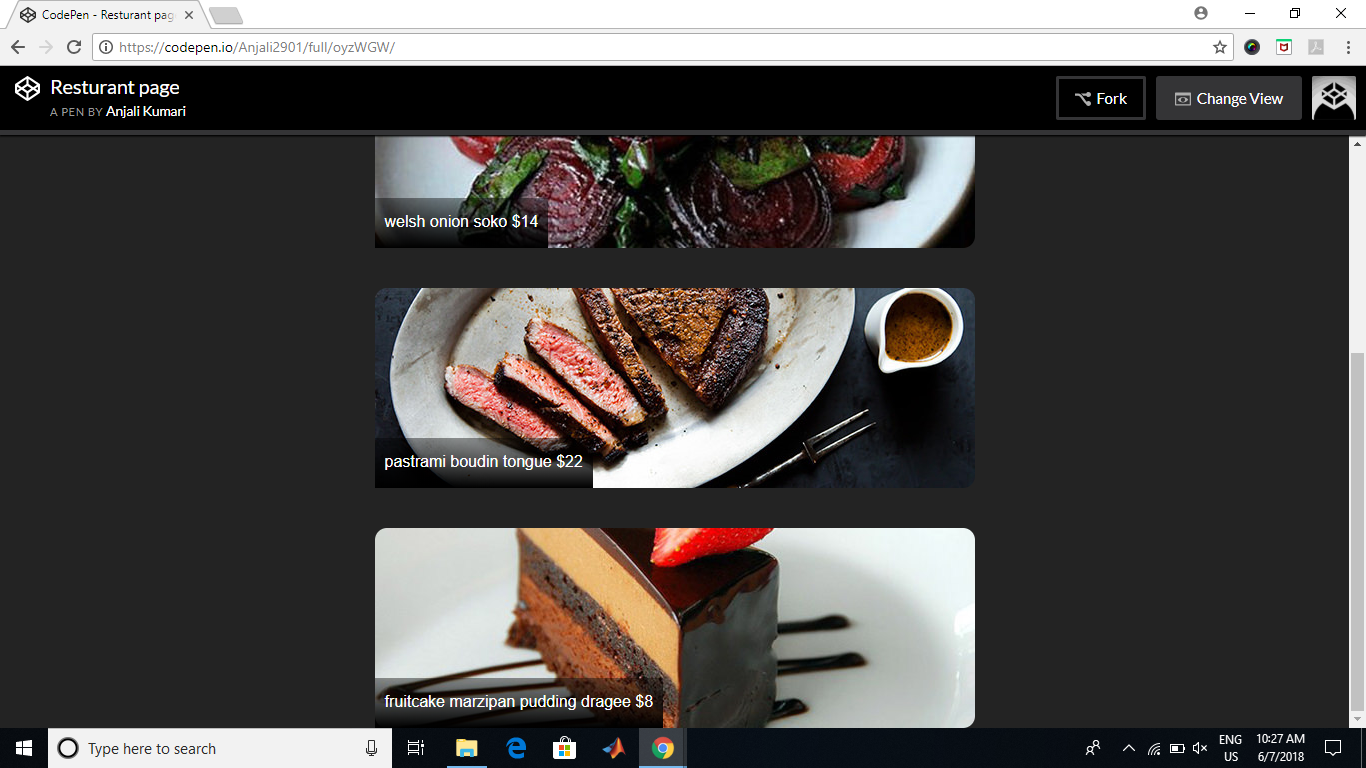 CodePen - Resturant pag
https://codepen.io/Anjali2901/full/oyzWGW/
Resturant page
A PEN BY Anjali Kumari
Fork
Change View
welsh onion soko $14
pastrami boudin tongue $22
fruitcake marzipan pudding dragee $8
Type here to search
ENG
US
10:27 AM
6/7/2018